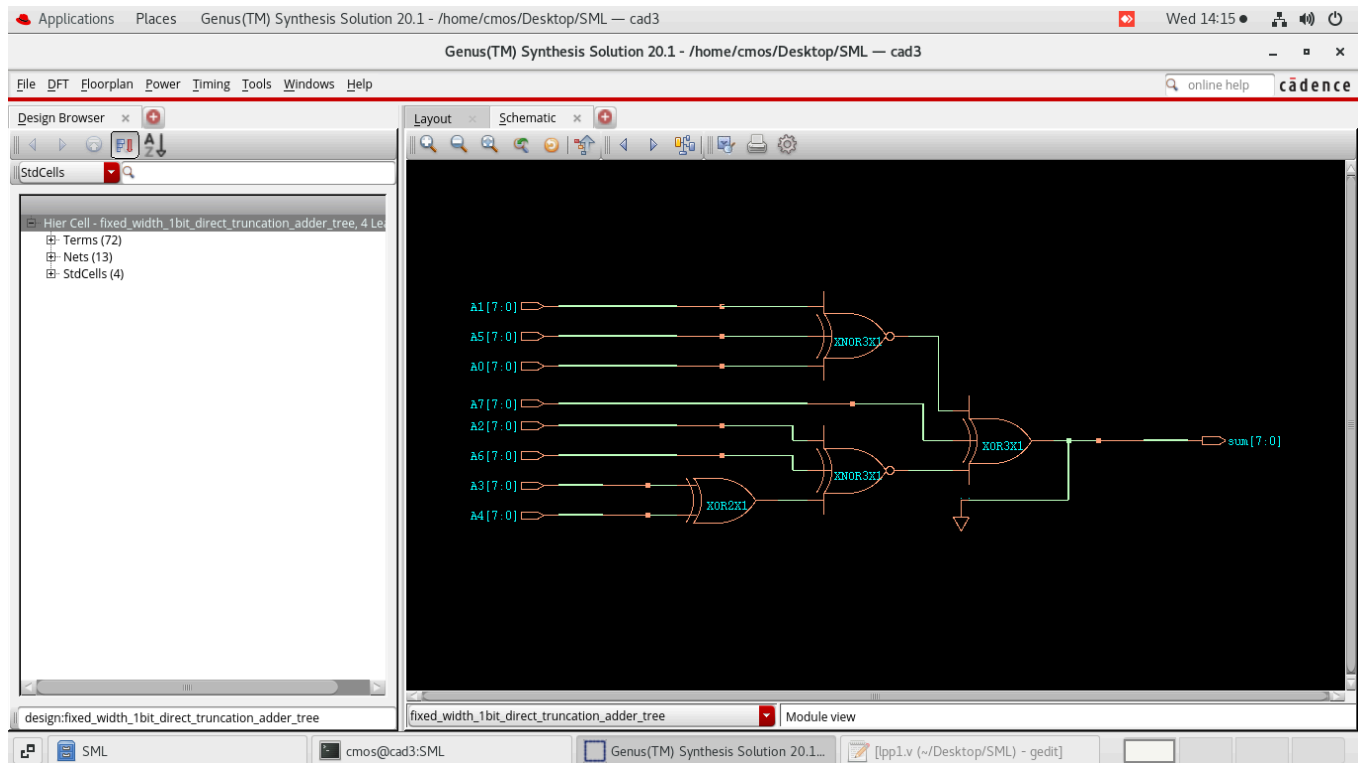 Applications Places Genus(TM) Synthesis Solution 20.1 - /home/cmos/Desktop/SML — cad3 Wed 14:15
Genus(TM) Synthesis Solution 20.1 - /home/cmos/Desktop/SML — cad3
File DFT Floorplan Power Timing Tools Windows Help online help cādence
Design Browser Layout Schematic
StdCells
Hier Cell - fixed_width_1bit_direct_truncation_adder_tree, 4 Le
Terms (72)
Nets (13)
StdCells (4)
A1[7:0]
A5[7:0] XNOR3X1
A0[7:0]
A7[7:0]
A2[7:0]
sum[7:0]
XOR3X1
A6[7:0] XNOR3X1
A3[7:0]
XOR2X1
A4[7:0]
design:fixed_width_1bit_direct_truncation_adder_tree
fixed_width_1bit_direct_truncation_adder_tree Module view
SML cmos@cad3:SML Genus(TM) Synthesis Solution 20.1... [lpp1.v (~/Desktop/SML) - gedit]